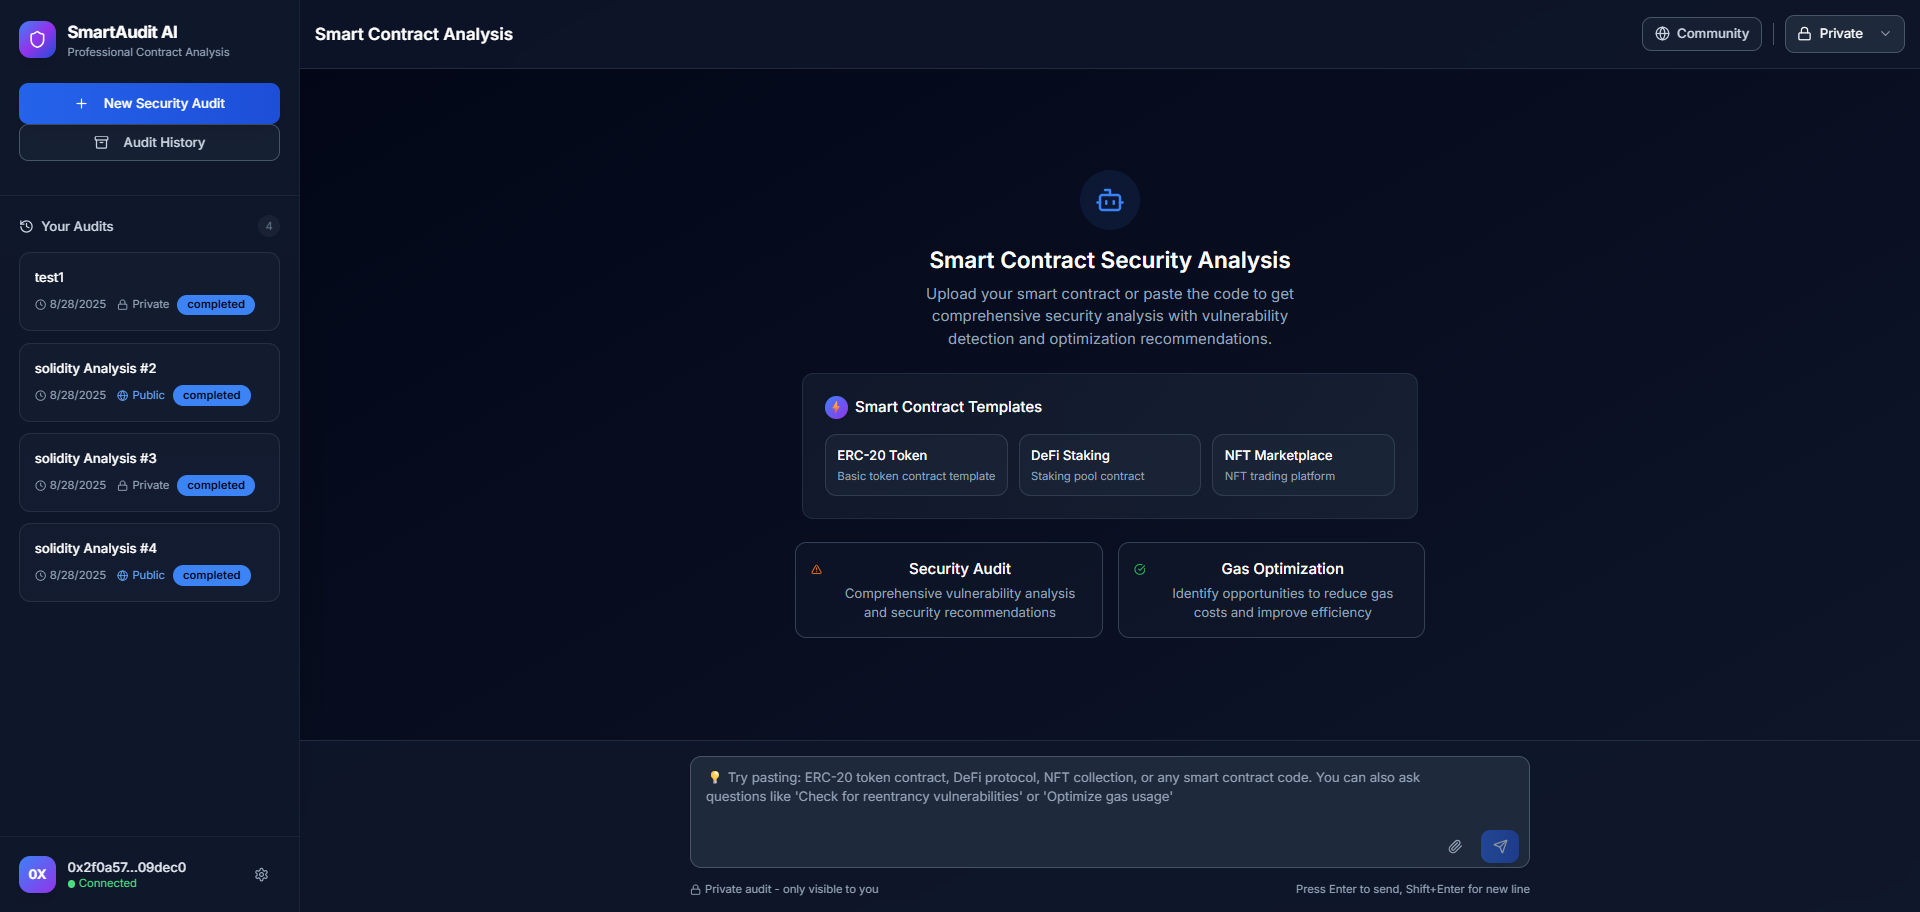 SmartAudit AI
Professional Contract Analysis
New Security Audit
Audit History
Your Audits
4
test1
8/28/2025 Private completed
solidity Analysis #2
8/28/2025 Public completed
solidity Analysis #3
8/28/2025 Private completed
solidity Analysis #4
8/28/2025 Public completed
0X
0x2f0a57...09dec0
Connected
Smart Contract Analysis
Community
Private
Smart Contract Security Analysis
Upload your smart contract or paste the code to get
comprehensive security analysis with vulnerability
detection and optimization recommendations.
Smart Contract Templates
ERC-20 Token
Basic token contract template
DeFi Staking
Staking pool contract
NFT Marketplace
NFT trading platform
Security Audit
Comprehensive vulnerability analysis
and security recommendations
Gas Optimization
Identify opportunities to reduce gas
costs and improve efficiency
💡 Try pasting: ERC-20 token contract, DeFi protocol, NFT collection, or any smart contract code. You can also ask
questions like 'Check for reentrancy vulnerabilities' or 'Optimize gas usage'
Private audit - only visible to you
Press Enter to send, Shift+Enter for new line